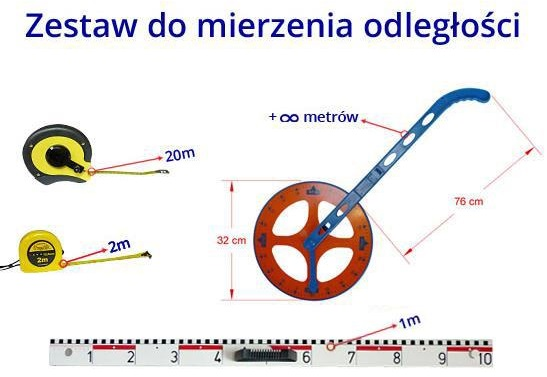 Zestaw do mierzenia odległości
+ ∞ metrów
20m
76 cm
32 cm
2m
2m
1m
1 2 3 4 6 7 8 9 10